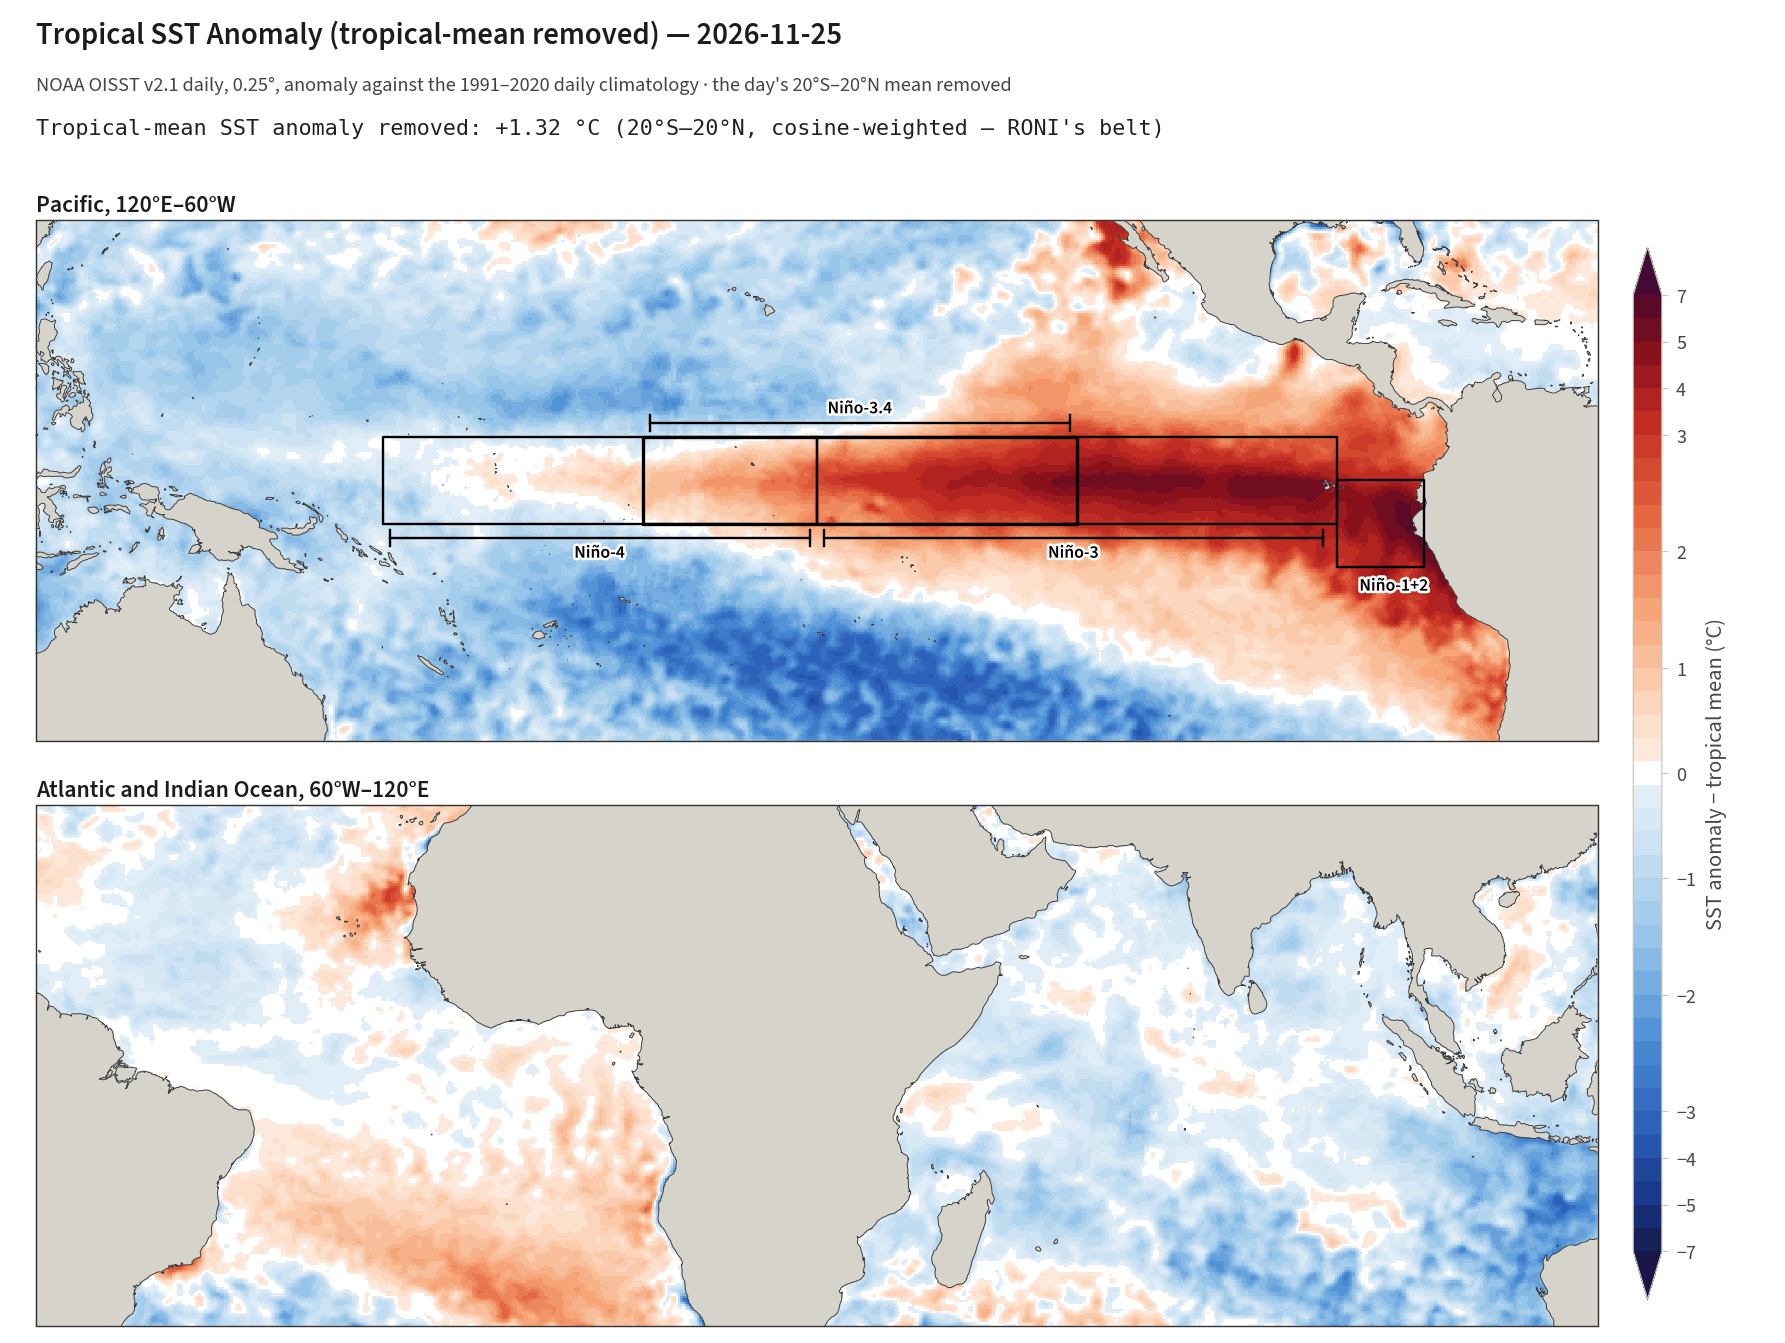 Tropical SST Anomaly (tropical-mean removed) — 2026-11-25
NOAA OISST v2.1 daily, 0.25°, anomaly against the 1991–2020 daily climatology · the day's 20°S–20°N mean removed
Tropical-mean SST anomaly removed: +1.32 °C (20°S–20°N, cosine-weighted — RONI's belt)
Pacific, 120°E–60°W
Niño-3.4
Niño-4
Niño-3
Niño-1+2
Atlantic and Indian Ocean, 60°W–120°E
7
5
4
3
2
1
0
−1
−2
−3
−4
−5
−7
SST anomaly − tropical mean (°C)